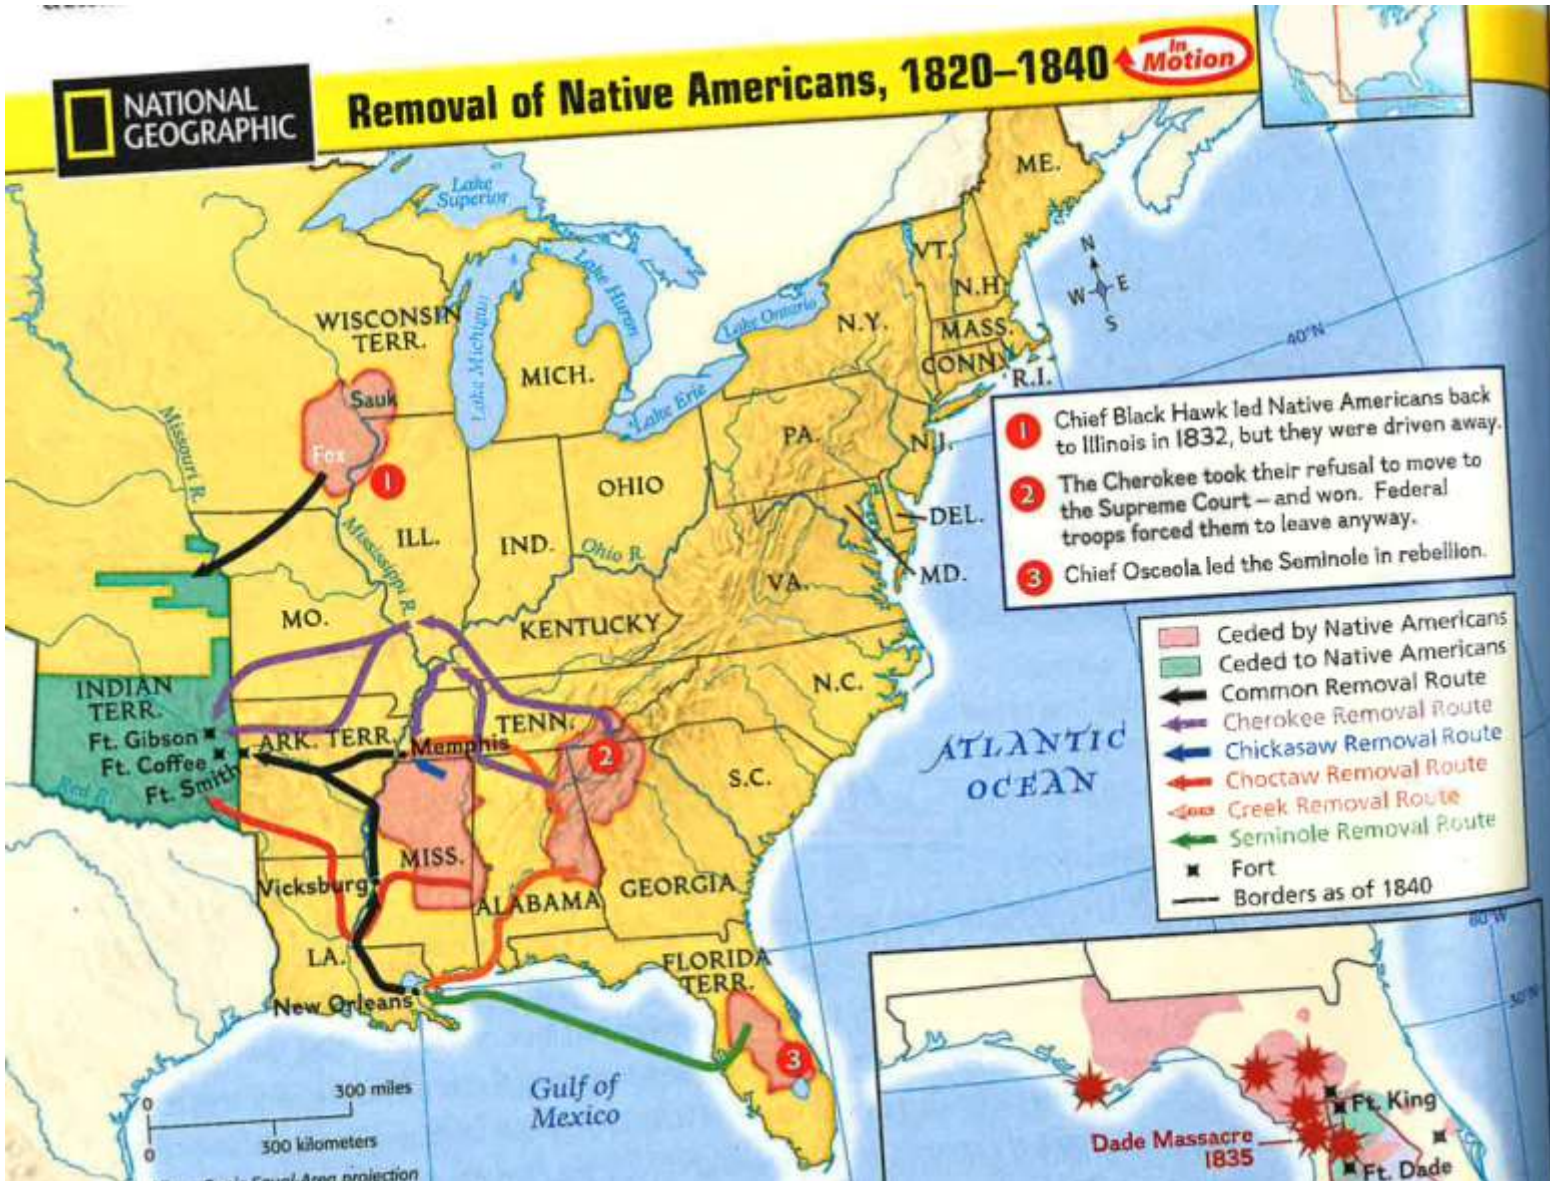 NATIONAL
GEOGRAPHIC
Removal of Native Americans, 1820–1840
In
Motion
Lake
Superior
ME.
VT.
N.H.
Lake Huron
Lake Michigan
Lake Ontario
N.Y.
MASS.
CONN.
R.I.
40°N
N
W E
S
WISCONSIN
TERR.
MICH.
Lake Erie
Sauk
Fox
1
Missouri R.
PA.
N.J.
OHIO
ILL.
IND.
Ohio R.
Mississippi R.
DEL.
MD.
VA.
1 Chief Black Hawk led Native Americans back
to Illinois in 1832, but they were driven away.
2 The Cherokee took their refusal to move to
the Supreme Court – and won. Federal
troops forced them to leave anyway.
3 Chief Osceola led the Seminole in rebellion.
MO.
KENTUCKY
N.C.
INDIAN
TERR.
Ft. Gibson
Ft. Coffee
Ft. Smith
Red R.
ARK. TERR.
Memphis
TENN.
2
S.C.
ATLANTIC
OCEAN
Ceded by Native Americans
Ceded to Native Americans
Common Removal Route
Cherokee Removal Route
Chickasaw Removal Route
Choctaw Removal Route
Creek Removal Route
Seminole Removal Route
Fort
Borders as of 1840
MISS.
Vicksburg
ALABAMA
GEORGIA
LA.
New Orleans
FLORIDA
TERR.
3
Gulf of
Mexico
0 300 miles
0 300 kilometers
Equal-Area projection
80°W
30°N
Ft. King
Dade Massacre
1835
Ft. Dade